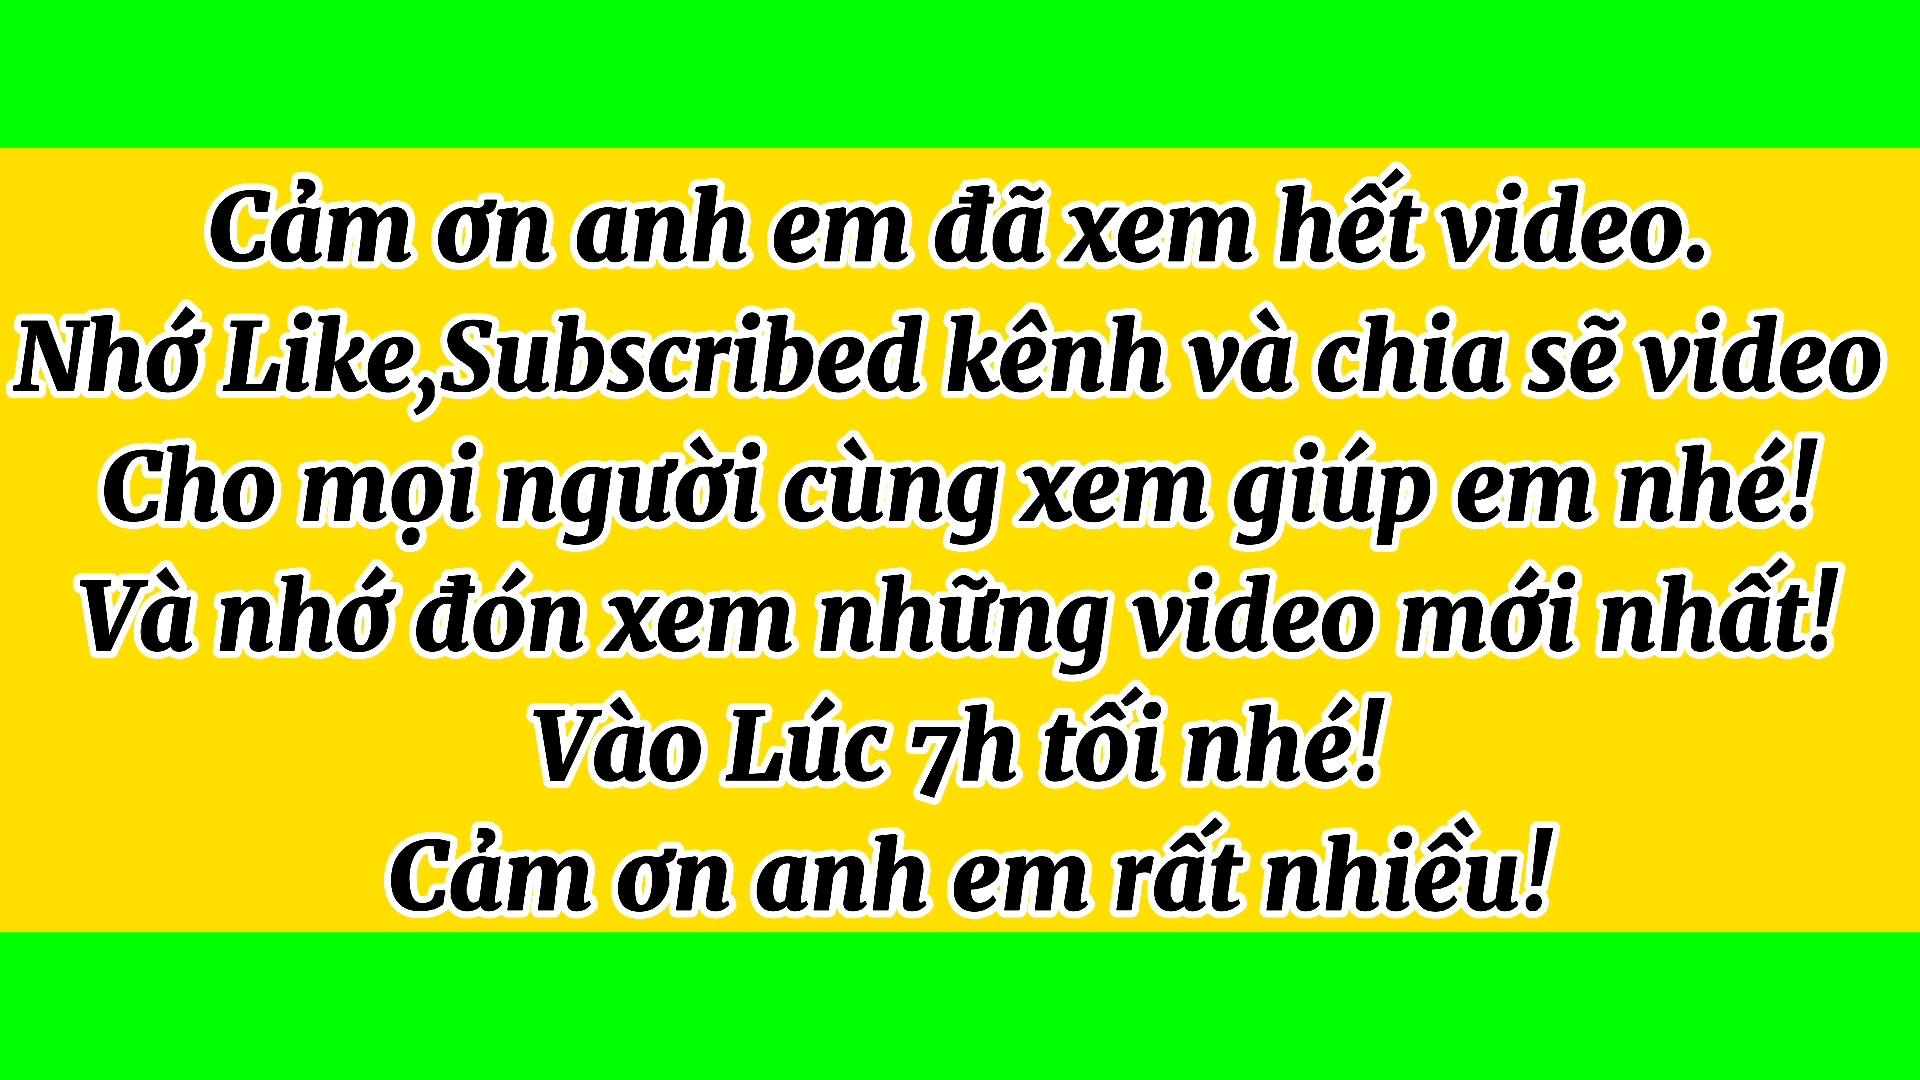 Cảm ơn anh em đã xem hết video.
Nhớ Like,Subscribed kênh và chia sẽ video
Cho mọi người cùng xem giúp em nhé!
Và nhớ đón xem những video mới nhất!
Vào Lúc 7h tối nhé!
Cảm ơn anh em rất nhiều!